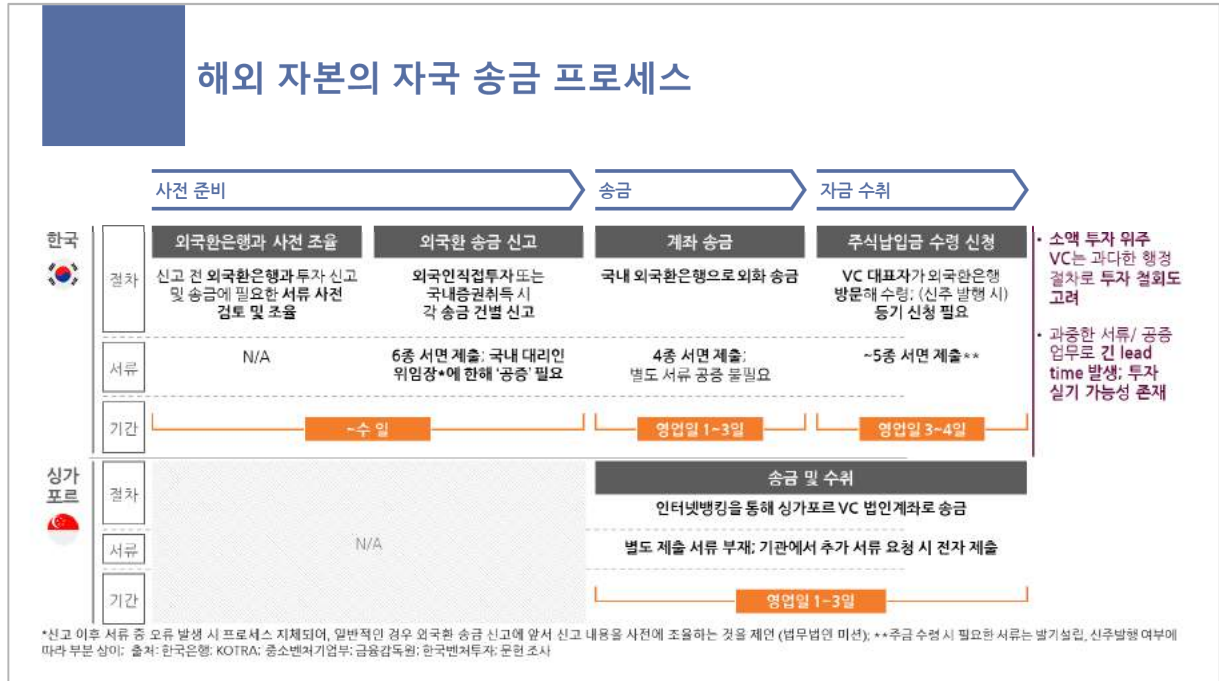 해외 자본의 자국 송금 프로세스
사전 준비
송금
자금 수취
한국
절차
외국환은행과 사전 조율
신고 전 외국환은행과 투자 신고
및 송금에 필요한 서류 사전
검토 및 조율
외국환 송금 신고
외국인직접투자 또는
국내증권취득 시
각 송금 건별 신고
계좌 송금
국내 외국환은행으로 외화 송금
주식납입금 수령 신청
VC 대표자가 외국환은행
방문해 수령; (신주 발행 시)
등기 신청 필요
서류
N/A
6종 서면 제출; 국내 대리인
위임장*에 한해 '공증' 필요
4종 서면 제출;
별도 서류 공증 불필요
~5종 서면 제출**
기간
~수 일
영업일 1~3일
영업일 3~4일
• 소액 투자 위주
VC는 과다한 행정
절차로 투자 철회도
고려
• 과중한 서류/ 공증
업무로 긴 lead
time 발생; 투자
실기 가능성 존재
싱가
포르
절차
송금 및 수취
인터넷뱅킹을 통해 싱가포르 VC 법인계좌로 송금
서류
N/A
별도 제출 서류 부재; 기관에서 추가 서류 요청 시 전자 제출
기간
영업일 1~3일
*신고 이후 서류 중 오류 발생 시 프로세스 지체되어, 일반적인 경우 외국환 송금 신고에 앞서 신고 내용을 사전에 조율하는 것을 제언 (법무법인 미션); **주금 수령 시 필요한 서류는 발기설립, 신주발행 여부에
따라 부분 상이; 출처: 한국은행; KOTRA; 중소벤처기업부; 금융감독원; 한국벤처투자; 문헌 조사